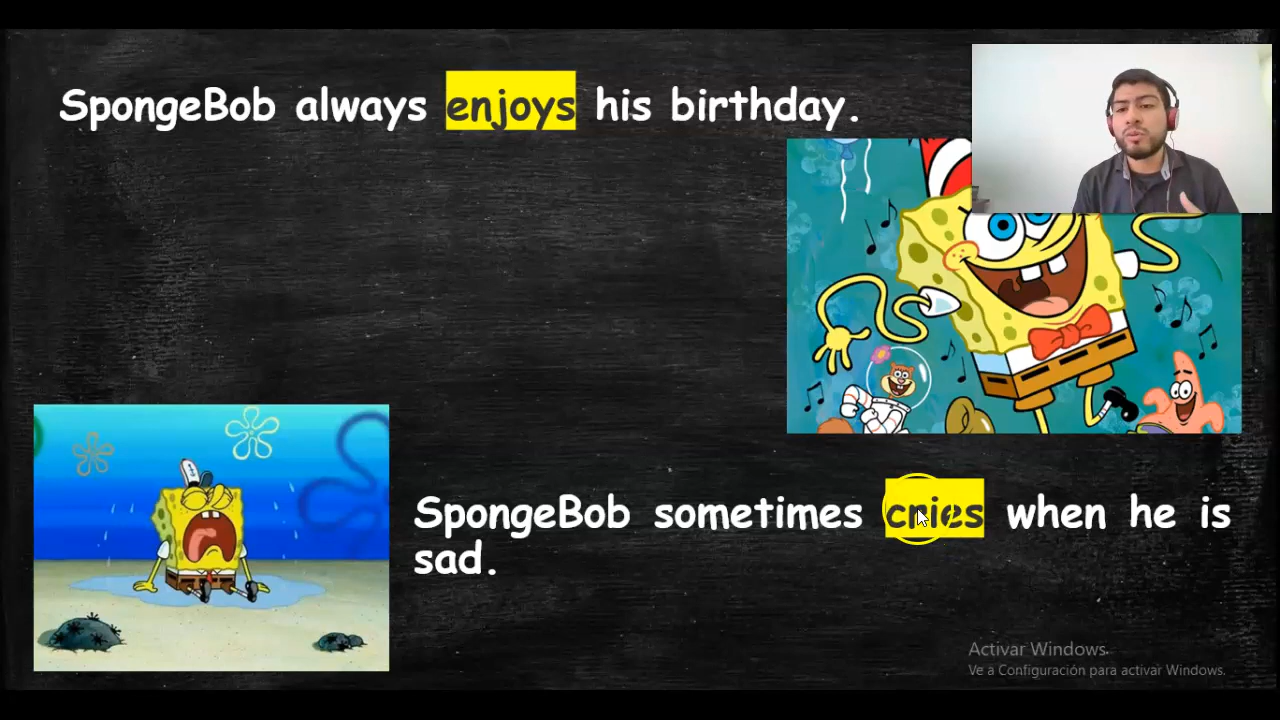 SpongeBob always enjoys his birthday.
SpongeBob sometimes cries when he is
sad.
Activar Windows
Ve a Configuración para activar Windows.